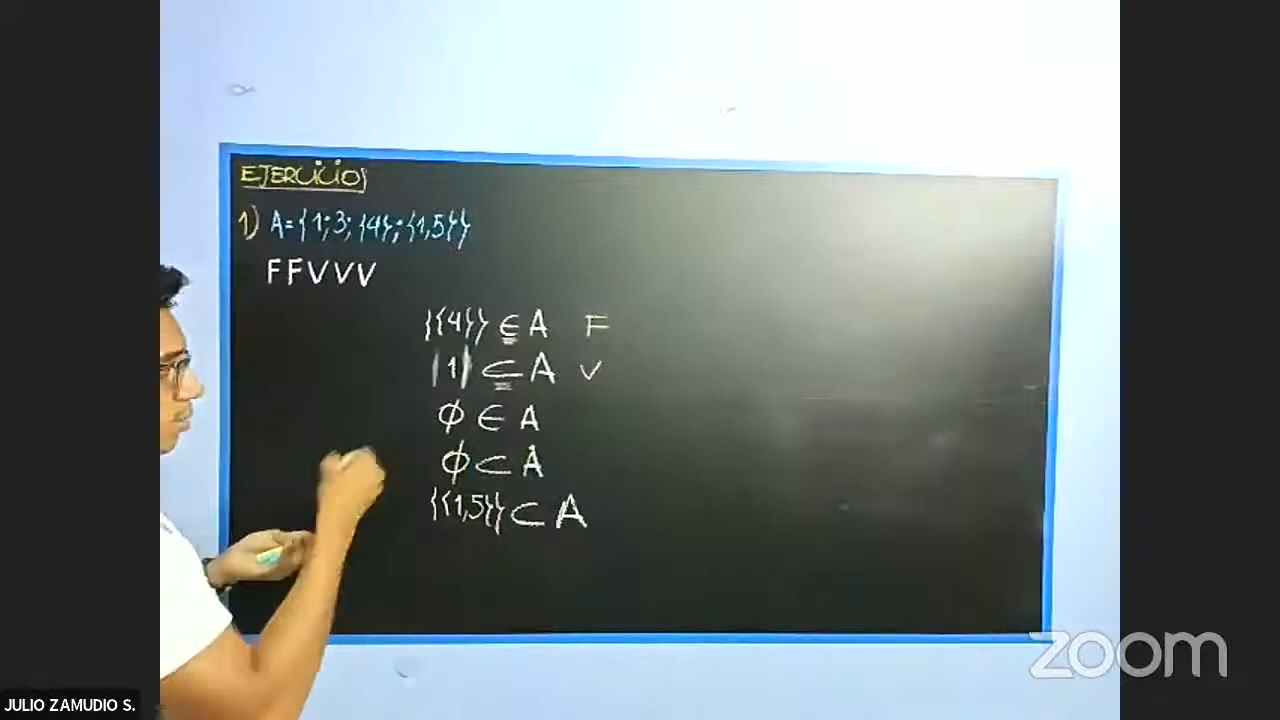 EJERCICIOS
1) A={1;3;{4};{1,5}}
FFVVV
{{4}} ∈ A F
{1} ⊂ A V
ϕ ∈ A
ϕ ⊂ A
{{1,5}} ⊂ A
zoom
JULIO ZAMUDIO S.